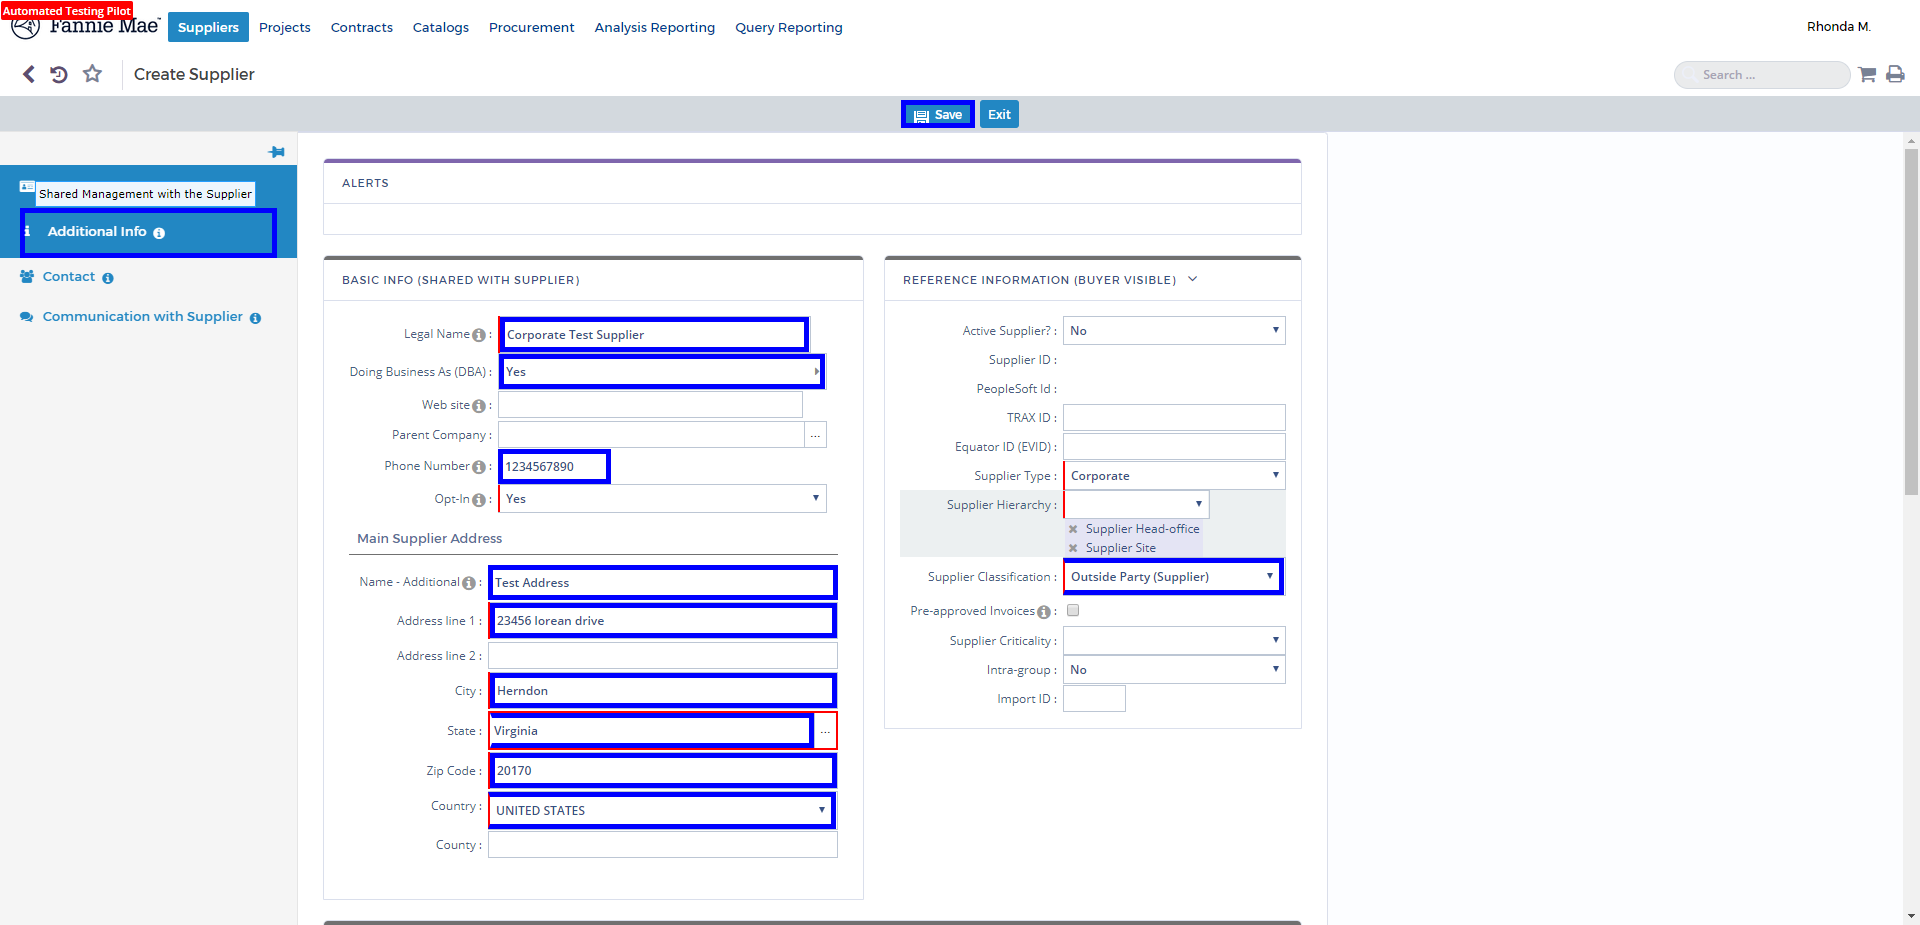 Automated Testing Pilot
Fannie Mae
Suppliers Projects Contracts Catalogs Procurement Analysis Reporting Query Reporting
Rhonda M.
Create Supplier
Search ...
Save Exit
Shared Management with the Supplier
Additional Info
Contact
Communication with Supplier
ALERTS
BASIC INFO (SHARED WITH SUPPLIER)
Legal Name : Corporate Test Supplier
Doing Business As (DBA) : Yes
Web site :
Parent Company : ...
Phone Number : 1234567890
Opt-In : Yes
Main Supplier Address
Name - Additional : Test Address
Address line 1 : 23456 lorean drive
Address line 2 :
City : Herndon
State : Virginia ...
Zip Code : 20170
Country : UNITED STATES
County :
REFERENCE INFORMATION (BUYER VISIBLE)
Active Supplier? : No
Supplier ID :
PeopleSoft Id :
TRAX ID :
Equator ID (EVID) :
Supplier Type : Corporate
Supplier Hierarchy :
Supplier Head-office
Supplier Site
Supplier Classification : Outside Party (Supplier)
Pre-approved Invoices :
Supplier Criticality :
Intra-group : No
Import ID :